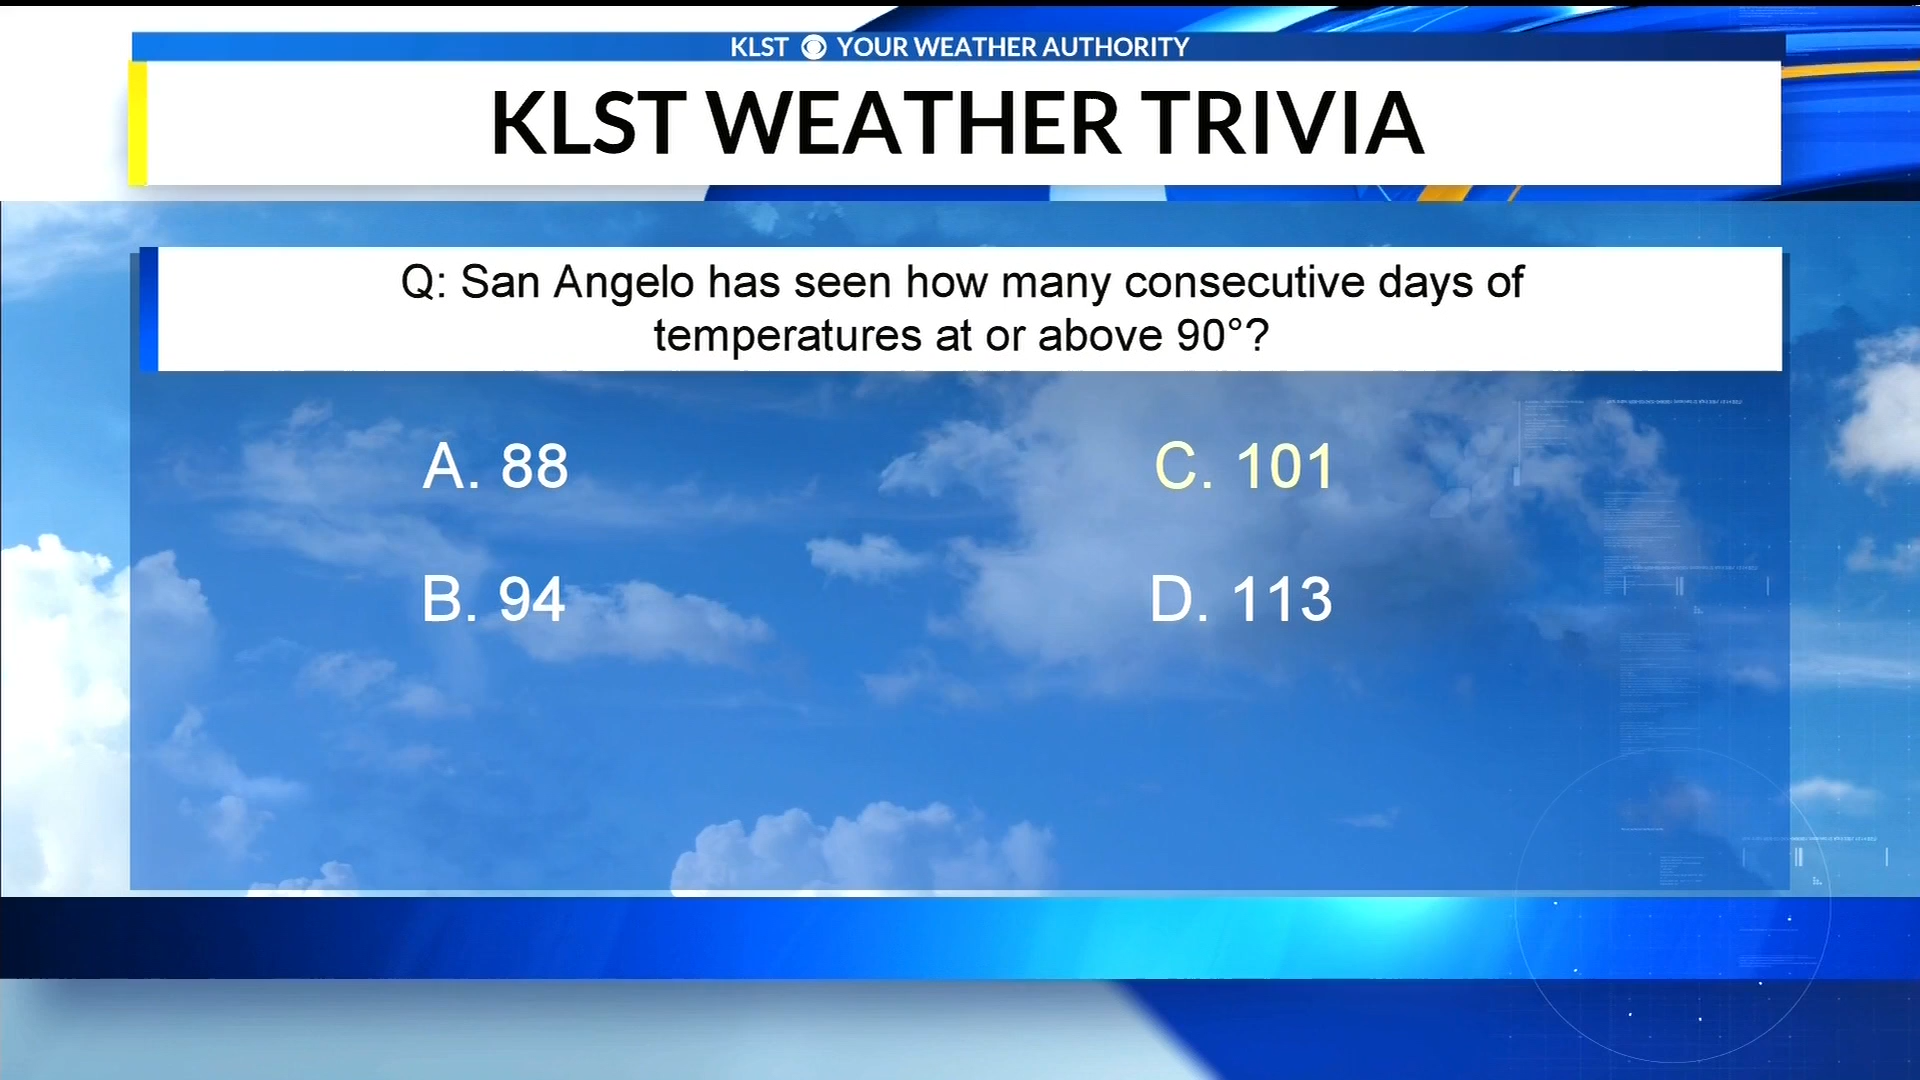 KLST YOUR WEATHER AUTHORITY
KLST WEATHER TRIVIA
Q: San Angelo has seen how many consecutive days of
temperatures at or above 90°?
A. 88
C. 101
B. 94
D. 113